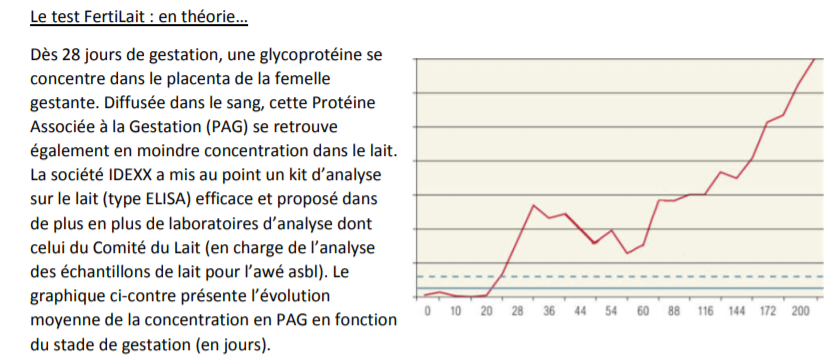 Le test FertiLait : en théorie…
Dès 28 jours de gestation, une glycoprotéine se
concentre dans le placenta de la femelle
gestante. Diffusée dans le sang, cette Protéine
Associée à la Gestation (PAG) se retrouve
également en moindre concentration dans le lait.
La société IDEXX a mis au point un kit d’analyse
sur le lait (type ELISA) efficace et proposé dans
de plus en plus de laboratoires d’analyse dont
celui du Comité du Lait (en charge de l’analyse
des échantillons de lait pour l’awé asbl). Le
graphique ci-contre présente l’évolution
moyenne de la concentration en PAG en fonction
du stade de gestation (en jours).
0 10 20 28 36 44 54 60 88 116 144 172 200